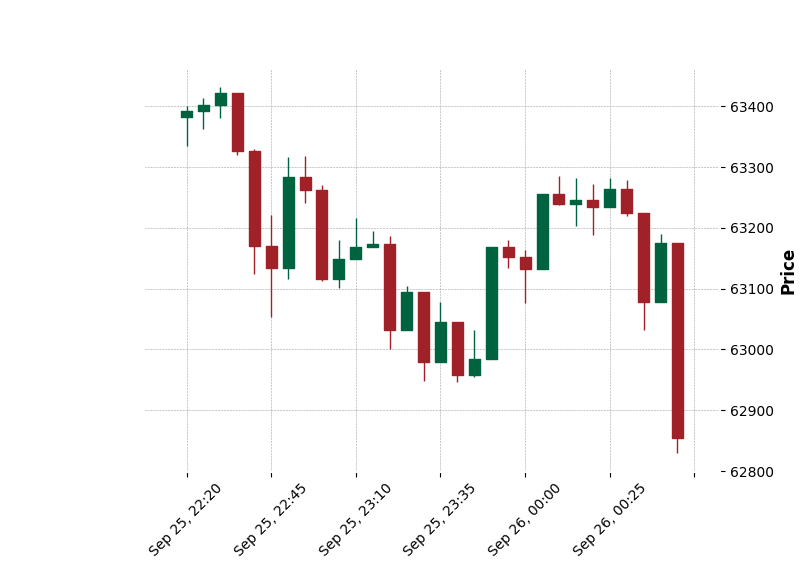 63400
63300
63200
63100
63000
62900
62800
Price
Sep 25, 22:20
Sep 25, 22:45
Sep 25, 23:10
Sep 25, 23:35
Sep 26, 00:00
Sep 26, 00:25